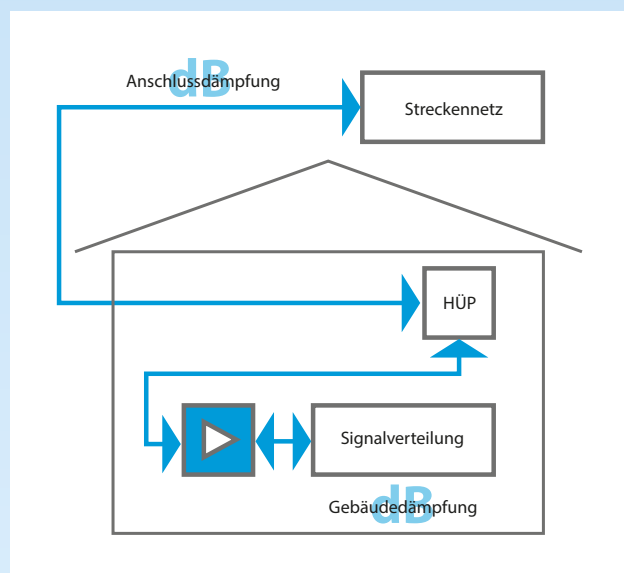 dB
Anschlussdämpfung
Streckennetz
HÜP
Signalverteilung
dB
Gebäudedämpfung